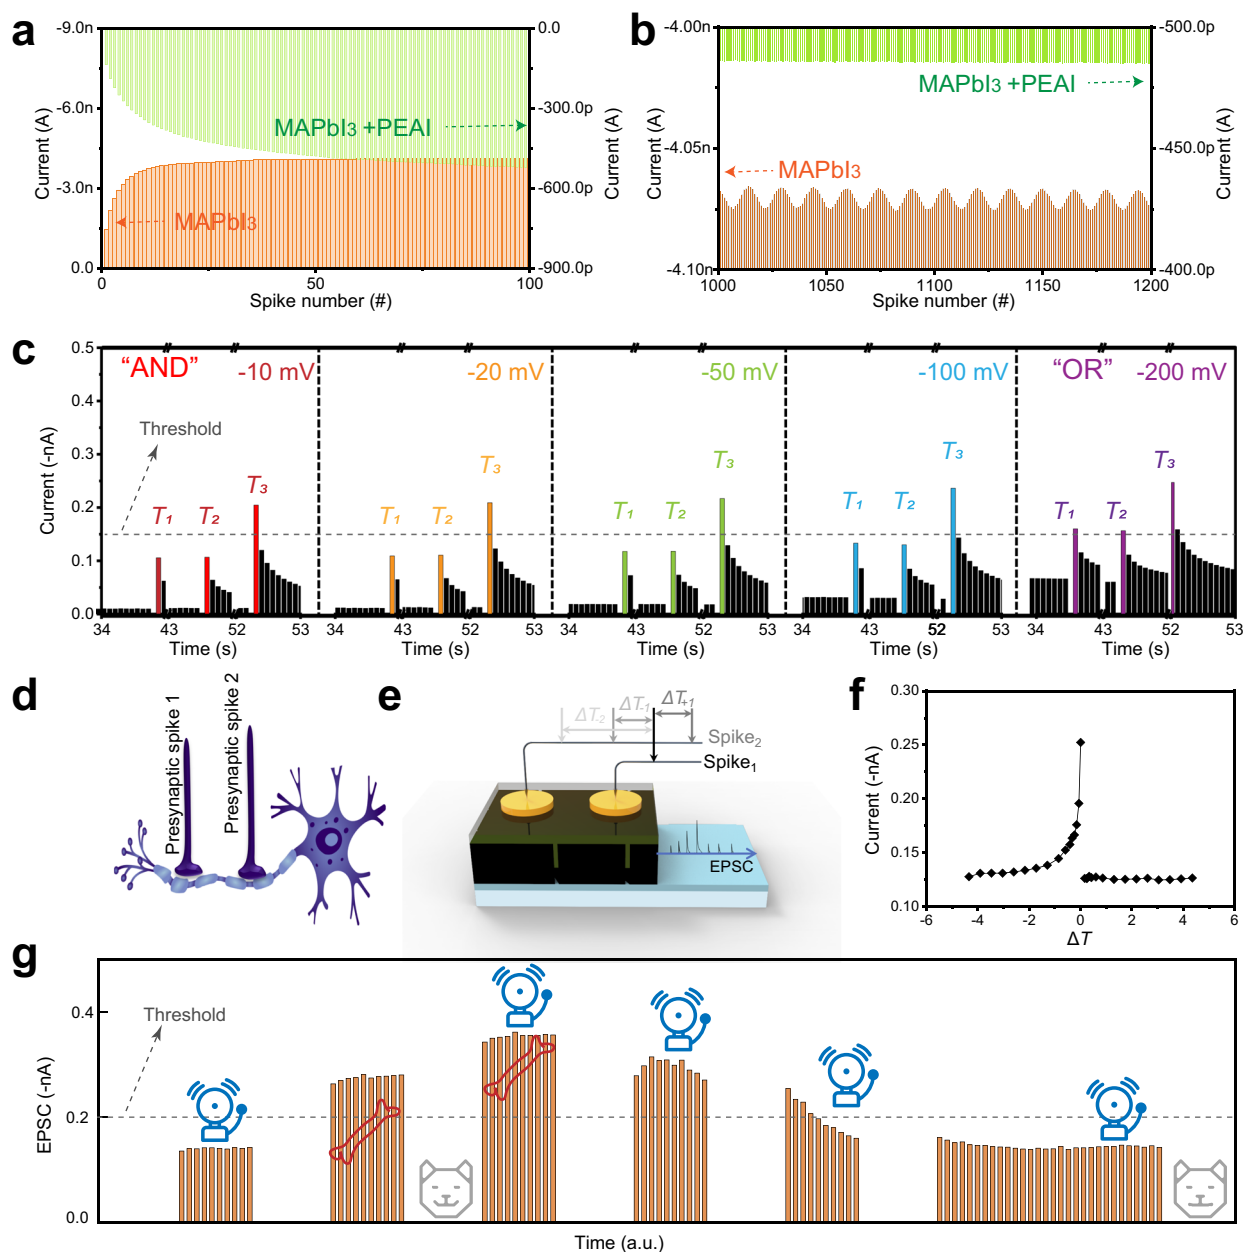 a
-9.0n
-6.0n
-3.0n
0.0
Current (A)
0.0
-300.0p
-600.0p
-900.0p
Current (A)
MAPbI3 +PEAI
MAPbI3
0
50
100
Spike number (#)
b
-4.00n
-4.05n
-4.10n
Current (A)
-500.0p
-450.0p
-400.0p
Current (A)
MAPbI3 +PEAI
MAPbI3
1000
1050
1100
1150
1200
Spike number (#)
c
0.5
0.4
0.3
0.2
0.1
0.0
Current (-nA)
Threshold
“AND”
-10 mV
-20 mV
-50 mV
-100 mV
“OR”
-200 mV
T1
T2
T3
T1
T2
T3
T1
T2
T3
T1
T2
T3
T1
T2
T3
34
43
52
53
34
43
52
53
34
43
52
53
34
43
52
53
34
43
52
53
Time (s)
Time (s)
Time (s)
Time (s)
Time (s)
d
Presynaptic spike 1
Presynaptic spike 2
e
ΔT-2
ΔT-1
ΔT+1
Spike2
Spike1
EPSC
f
0.30
0.25
0.20
0.15
0.10
Current (-nA)
-6
-4
-2
0
2
4
6
ΔT
g
0.4
0.2
0.0
EPSC (-nA)
Threshold
Time (a.u.)